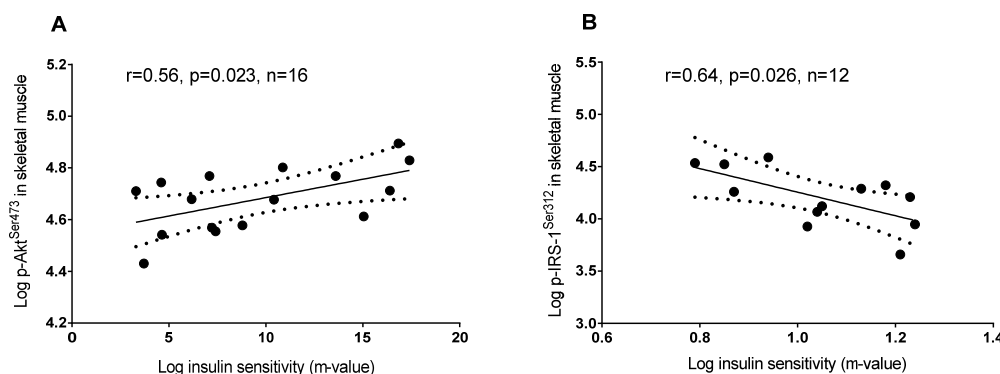 A
r=0.56, p=0.023, n=16
Log p-Akt^Ser473 in skeletal muscle
5.2
5.0
4.8
4.6
4.4
4.2
0
5
10
15
20
Log insulin sensitivity (m-value)
B
r=0.64, p=0.026, n=12
Log p-IRS-1^Ser312 in skeletal muscle
5.5
5.0
4.5
4.0
3.5
3.0
0.6
0.8
1.0
1.2
1.4
Log insulin sensitivity (m-value)